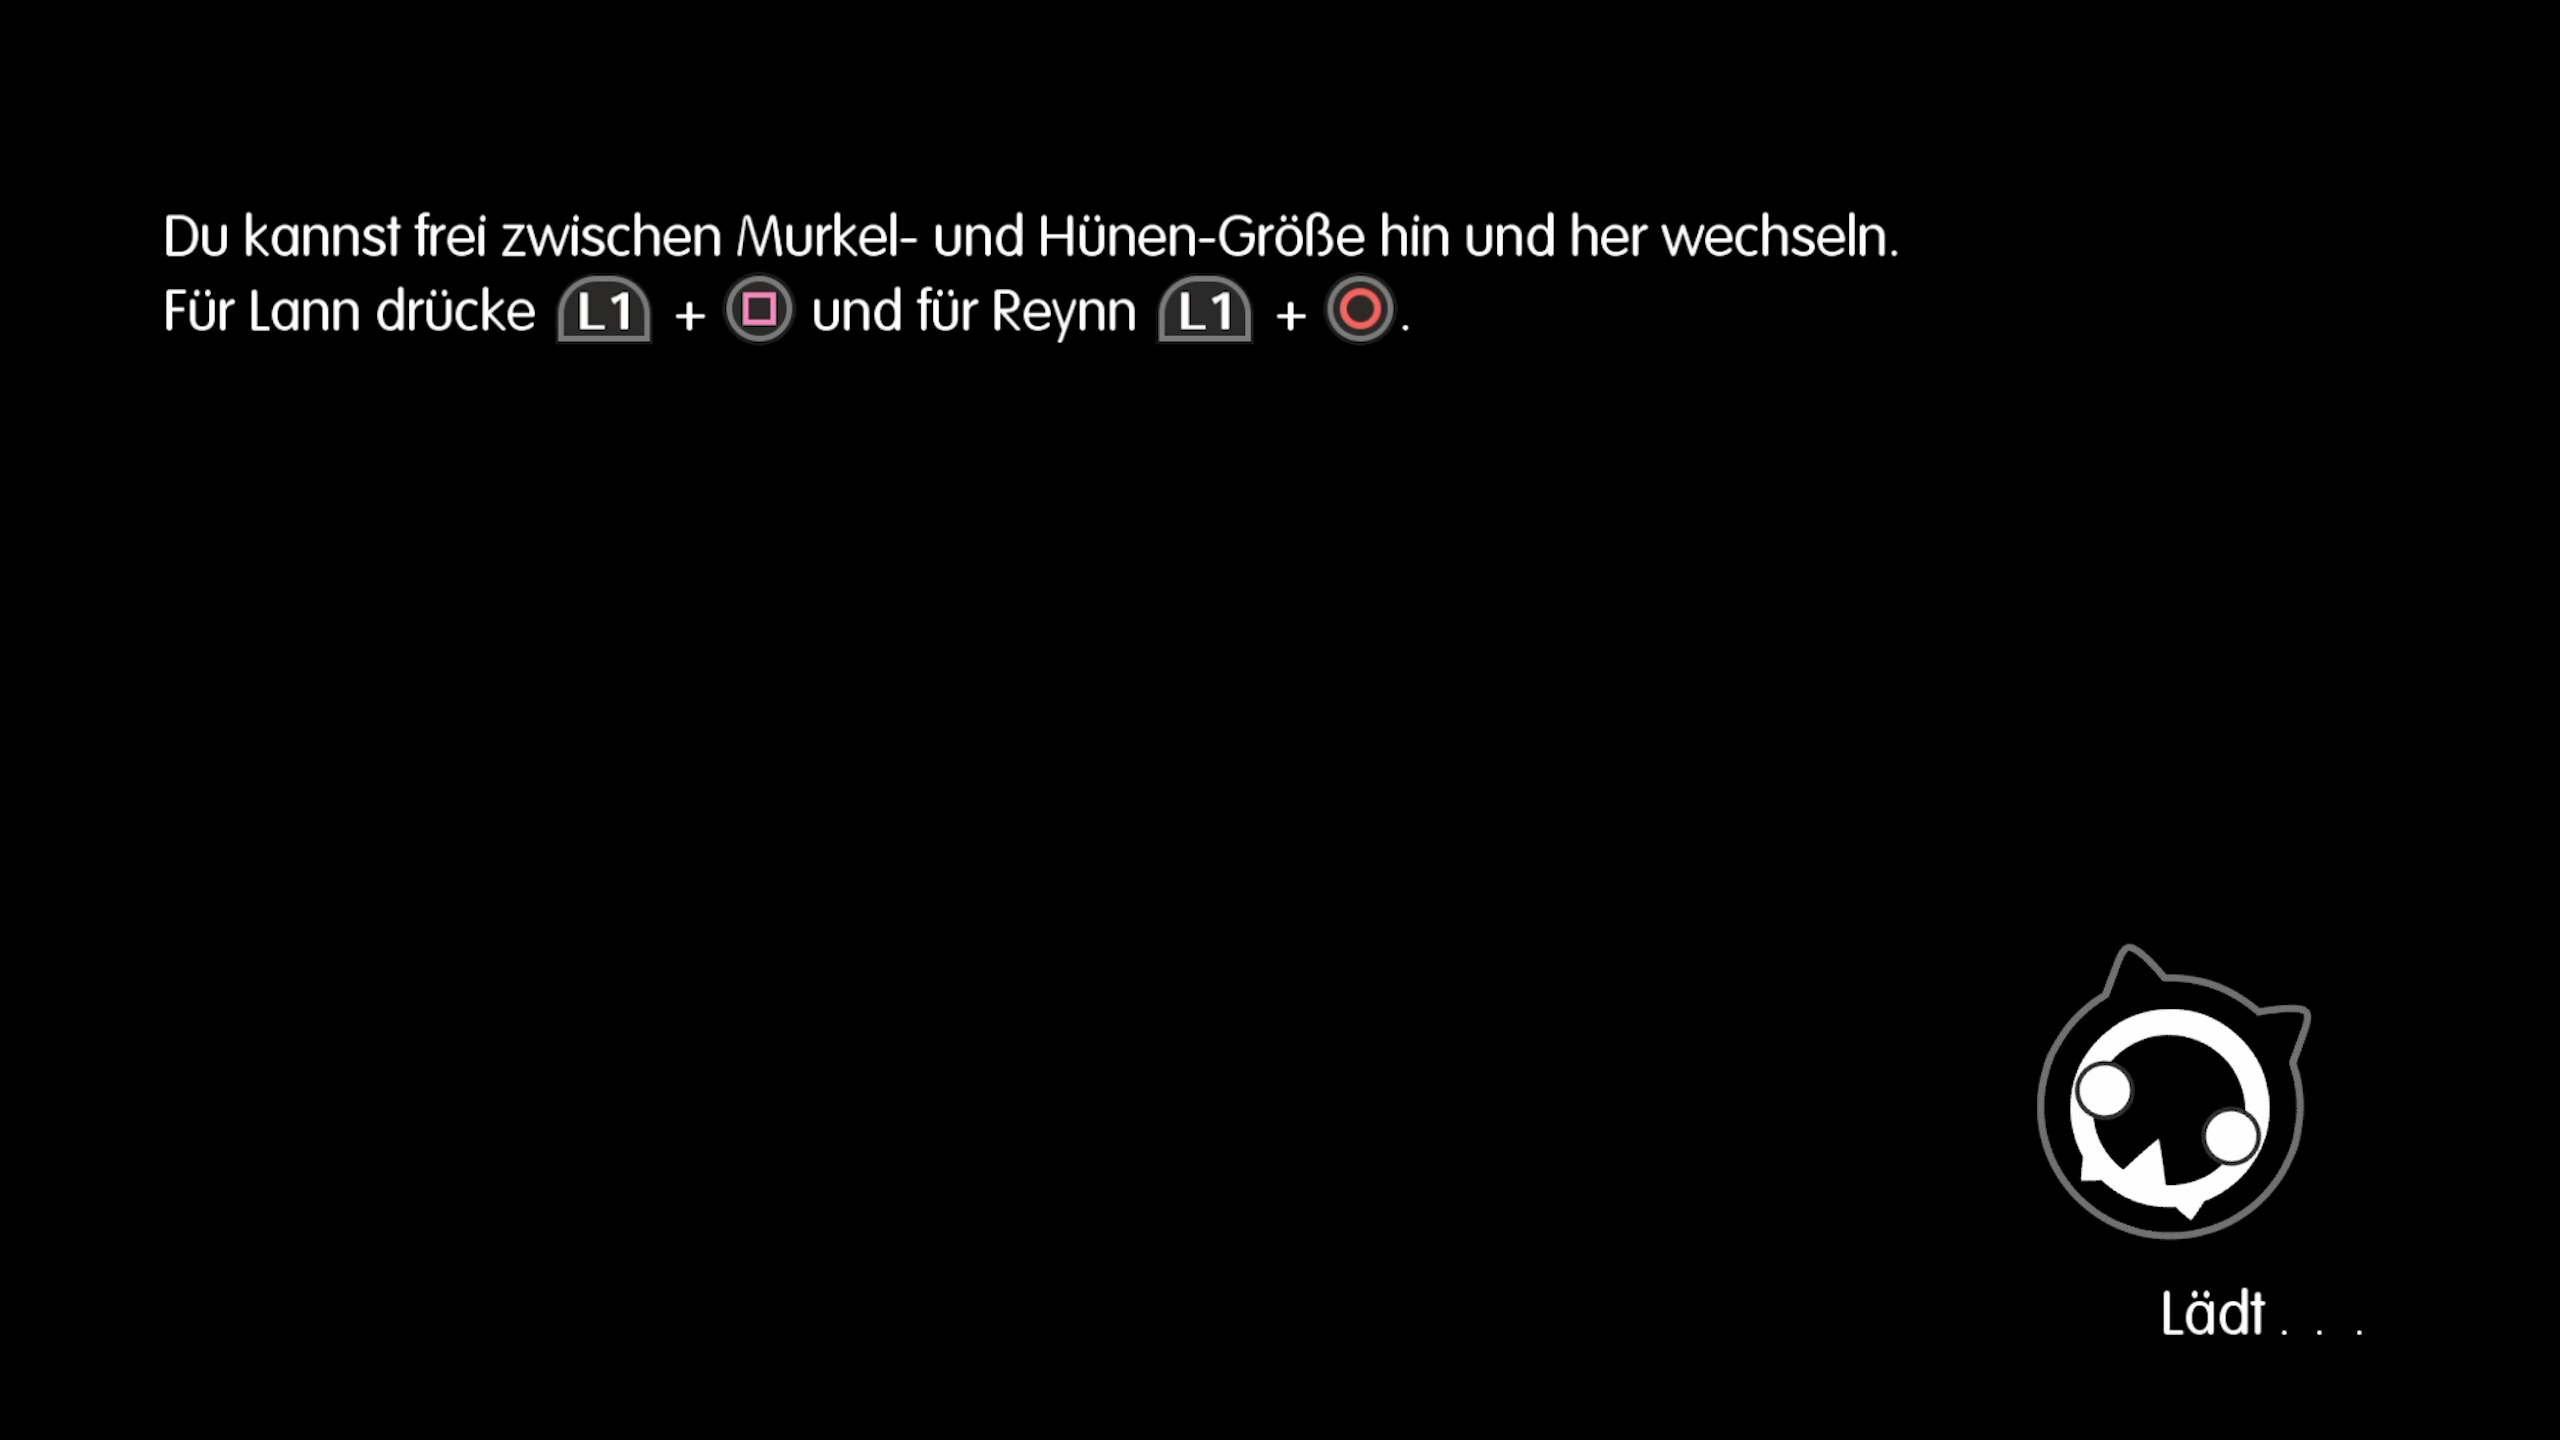 Du kannst frei zwischen Murkel- und Hünen-Größe hin und her wechseln.
Für Lann drücke L1 + □ und für Reynn L1 + ○.
Lädt . . .